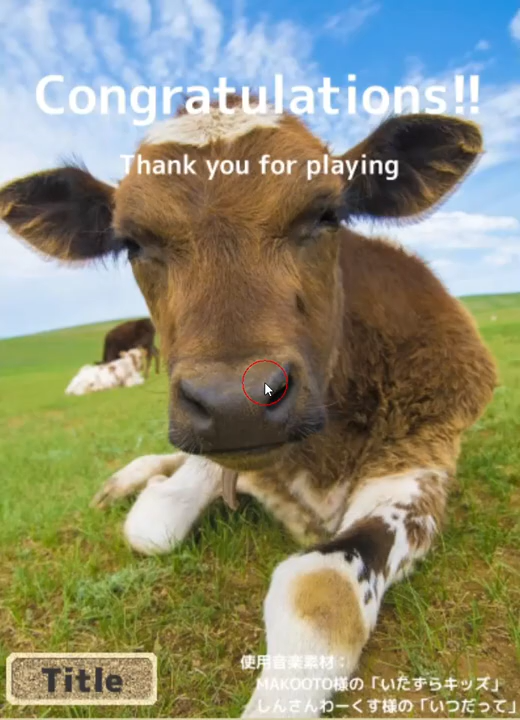 Congratulations!!
Thank you for playing
使用音楽素材：
MAKOOTO様の「いたずらキッズ」
しんさんわーくす様の「いつだって」
Title